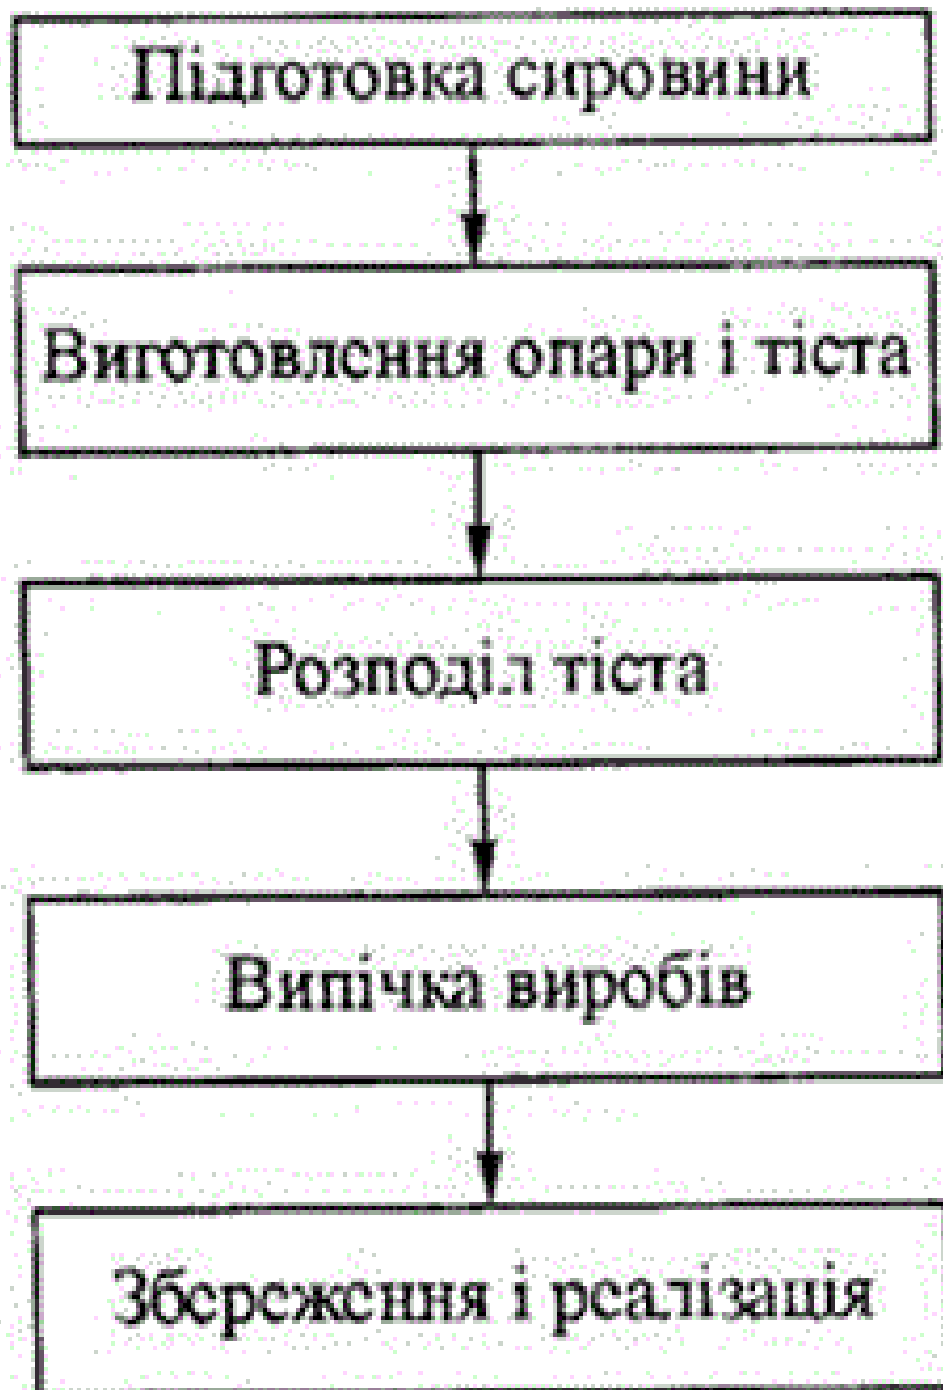 Підготовка сировини
Виготовлення опари і тіста
Розподіл тіста
Випічка виробів
Збереження і реалізація